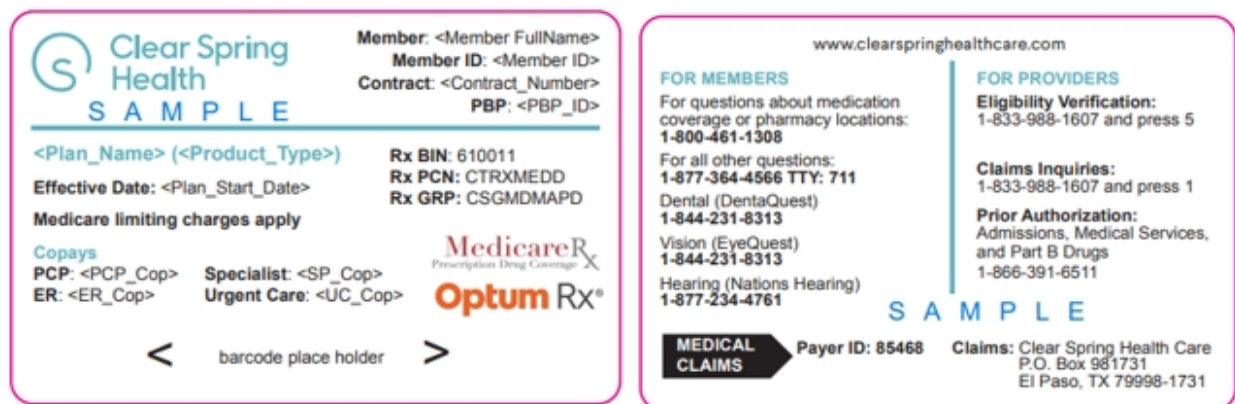 Clear Spring
Health
SAMPLE
Member: <Member FullName>
Member ID: <Member ID>
Contract: <Contract_Number>
PBP: <PBP_ID>
<Plan_Name> (<Product_Type>)
Effective Date: <Plan_Start_Date>
Medicare limiting charges apply
Rx BIN: 610011
Rx PCN: CTRXMEDD
Rx GRP: CSGMDMAPD
Copays
PCP: <PCP_Cop> Specialist: <SP_Cop>
ER: <ER_Cop> Urgent Care: <UC_Cop>
MedicareRx
Prescription Drug Coverage
Optum Rx®
< barcode place holder >
www.clearspringhealthcare.com
FOR MEMBERS
For questions about medication
coverage or pharmacy locations:
1-800-461-1308
For all other questions:
1-877-364-4566 TTY: 711
Dental (DentaQuest)
1-844-231-8313
Vision (EyeQuest)
1-844-231-8313
Hearing (Nations Hearing)
1-877-234-4761
FOR PROVIDERS
Eligibility Verification:
1-833-988-1607 and press 5
Claims Inquiries:
1-833-988-1607 and press 1
Prior Authorization:
Admissions, Medical Services,
and Part B Drugs
1-866-391-6511
SAMPLE
MEDICAL
CLAIMS
Payer ID: 85468
Claims: Clear Spring Health Care
P.O. Box 981731
El Paso, TX 79998-1731